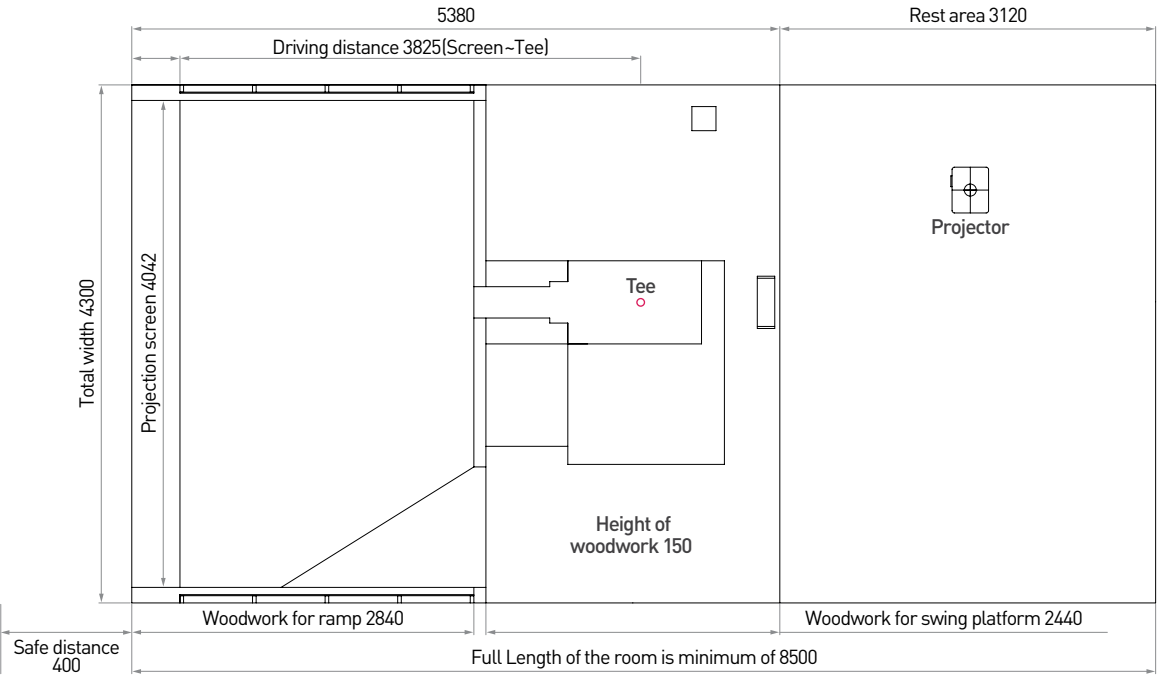 5380
Rest area 3120
Driving distance 3825(Screen~Tee)
Total width 4300
Projection screen 4042
Projector
Tee
Height of
woodwork 150
Woodwork for ramp 2840
Woodwork for swing platform 2440
Safe distance
400
Full Length of the room is minimum of 8500